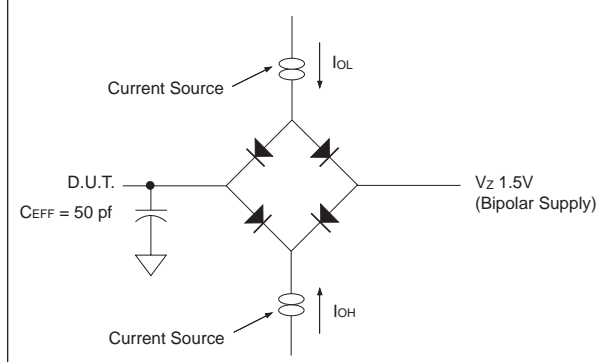 IOL
Current Source
D.U.T.
CEFF = 50 pf
VZ 1.5V
(Bipolar Supply)
IOH
Current Source